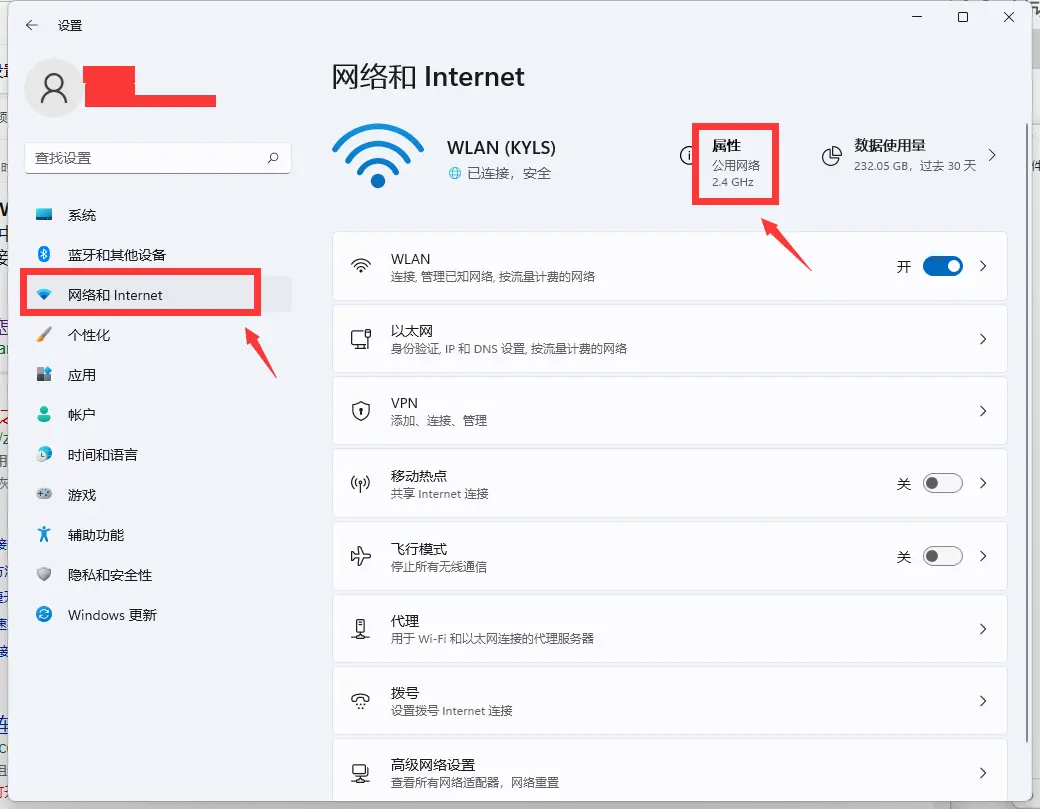 设置
网络和 Internet
查找设置
系统
蓝牙和其他设备
网络和 Internet
个性化
应用
帐户
时间和语言
游戏
辅助功能
隐私和安全性
Windows 更新
WLAN (KYLS)
已连接，安全
属性
公用网络
2.4 GHz
数据使用量
232.05 GB，过去 30 天
WLAN
连接, 管理已知网络, 按流量计费的网络
开
以太网
身份验证, IP 和 DNS 设置, 按流量计费的网络
VPN
添加、连接、管理
移动热点
共享 Internet 连接
关
飞行模式
停止所有无线通信
关
代理
用于 Wi-Fi 和以太网连接的代理服务器
拨号
设置拨号 Internet 连接
高级网络设置
查看所有网络适配器，网络重置